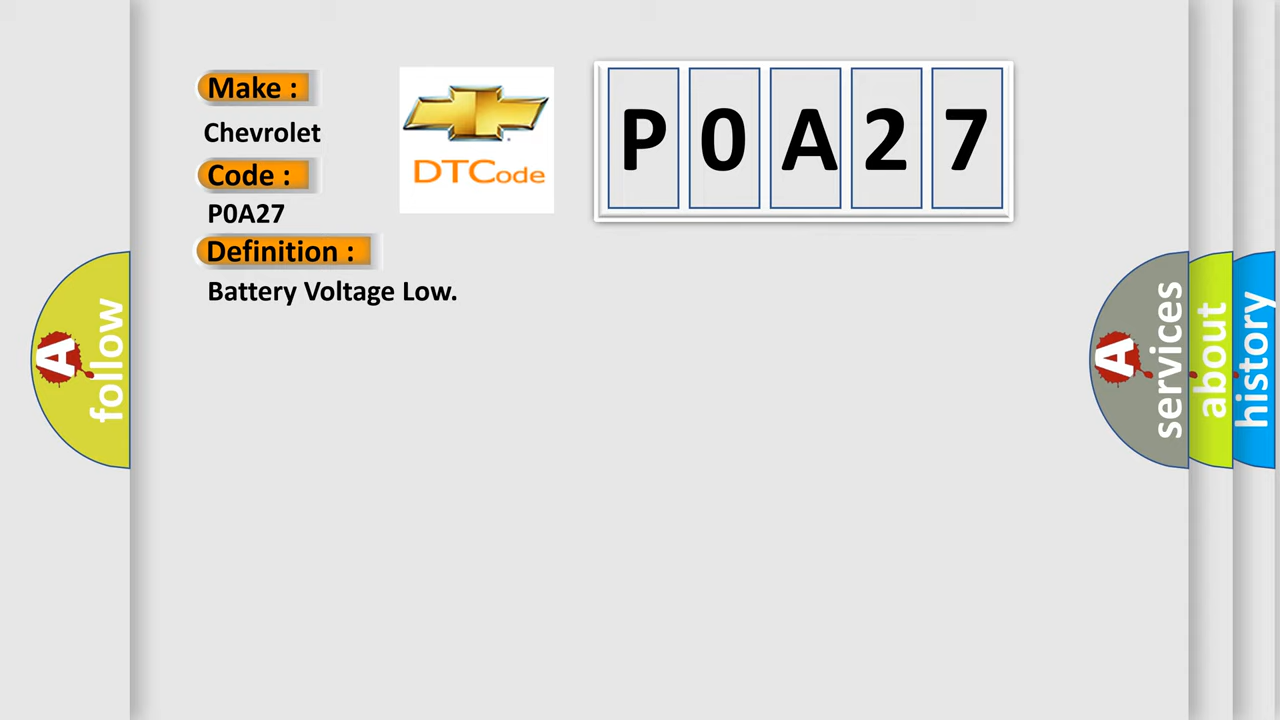 Make :
Chevrolet
Code :
P0A27
Definition :
Battery Voltage Low.
DTCode
P0A27
A follow
A services
about
history